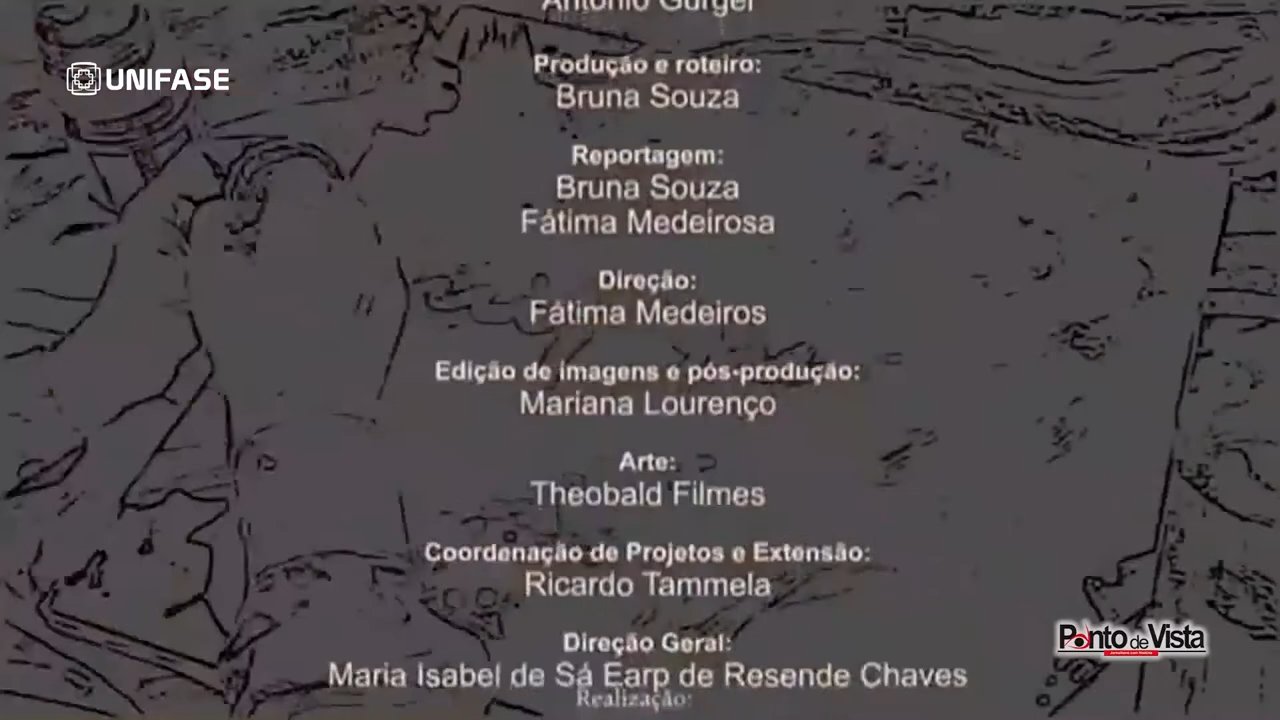 Antonio Gurgel
UNIFASE
Produção e roteiro:
Bruna Souza
Reportagem:
Bruna Souza
Fátima Medeirosa
Direção:
Fátima Medeiros
Edição de imagens e pós-produção:
Mariana Lourenço
Arte:
Theobald Filmes
Coordenação de Projetos e Extensão:
Ricardo Tammela
Direção Geral:
Ponto de Vista
Maria Isabel de Sá Earp de Resende Chaves
Realização: